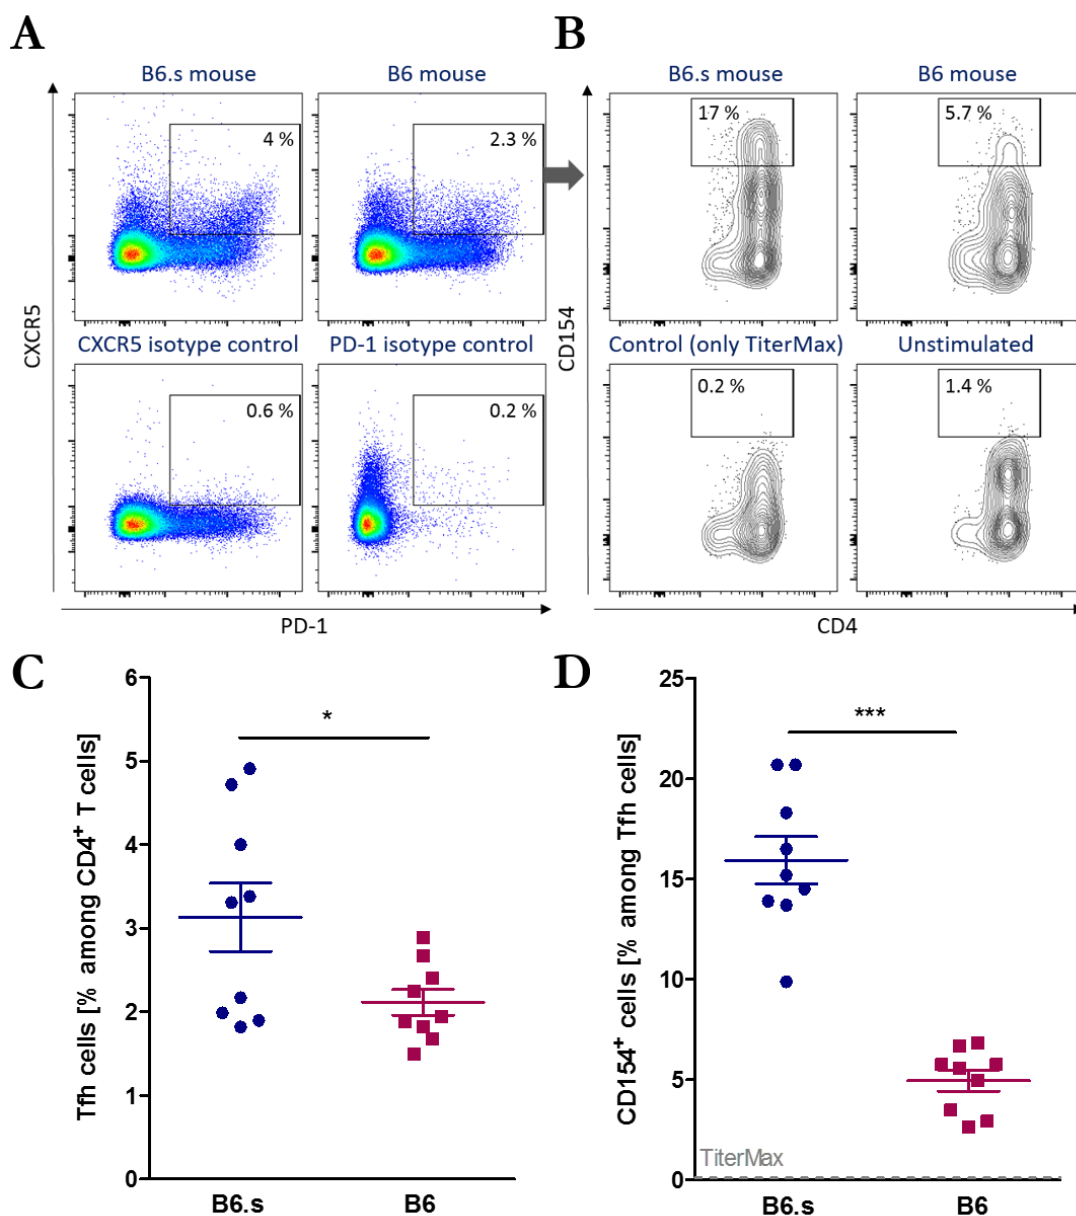 A
B
B6.s mouse
B6 mouse
B6.s mouse
B6 mouse
4 %
2.3 %
17 %
5.7 %
CXCR5
CD154
CXCR5 isotype control
PD-1 isotype control
Control (only TiterMax)
Unstimulated
0.6 %
0.2 %
0.2 %
1.4 %
PD-1
CD4
C
D
Tfh cells [% among CD4+ T cells]
6
5
4
3
2
1
0
*
B6.s
B6
CD154+ cells [% among Tfh cells]
25
20
15
10
5
0
***
TiterMax
B6.s
B6